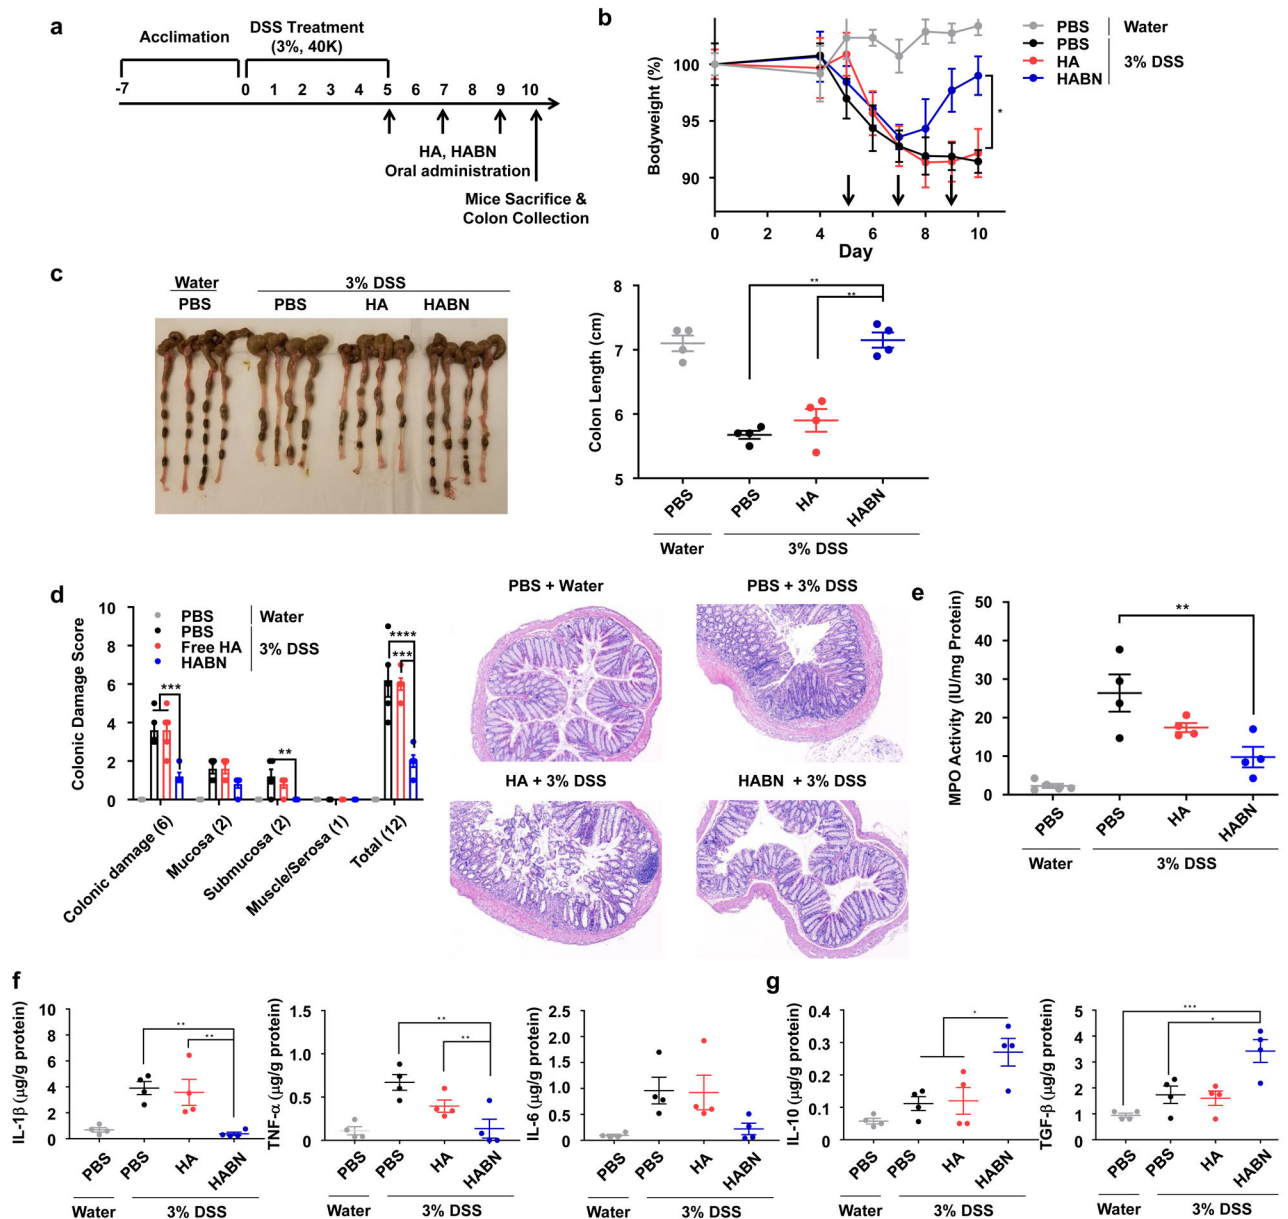 a
Acclimation
DSS Treatment
(3%, 40K)
-7 0 1 2 3 4 5 6 7 8 9 10
HA, HABN
Oral administration
Mice Sacrifice &
Colon Collection
b
Bodyweight (%)
100
95
90
0 2 4 6 8 10
Day
*
PBS Water
PBS
HA 3% DSS
HABN
c
Water 3% DSS
PBS PBS HA HABN
Colon Length (cm)
8
7
6
5
**
**
PBS PBS HA HABN
Water 3% DSS
d
Colonic Damage Score
10
8
6
4
2
0
PBS Water
PBS
Free HA 3% DSS
HABN
***
**
****
***
Colonic damage (6)
Mucosa (2)
Submucosa (2)
Muscle/Serosa (1)
Total (12)
PBS + Water PBS + 3% DSS
HA + 3% DSS HABN + 3% DSS
e
MPO Activity (IU/mg Protein)
50
40
30
20
10
0
**
PBS PBS HA HABN
Water 3% DSS
f
IL-1β (μg/g protein)
10
8
6
4
2
0
**
**
PBS PBS HA HABN
Water 3% DSS
TNF-α (μg/g protein)
1.5
1.0
0.5
0.0
**
**
PBS PBS HA HABN
Water 3% DSS
IL-6 (μg/g protein)
2.5
2.0
1.5
1.0
0.5
0
PBS PBS HA HABN
Water 3% DSS
g
IL-10 (μg/g protein)
0.4
0.3
0.2
0.1
0
*
PBS PBS HA HABN
Water 3% DSS
TGF-β (μg/g protein)
5
4
3
2
1
0
***
*
PBS PBS HA HABN
Water 3% DSS